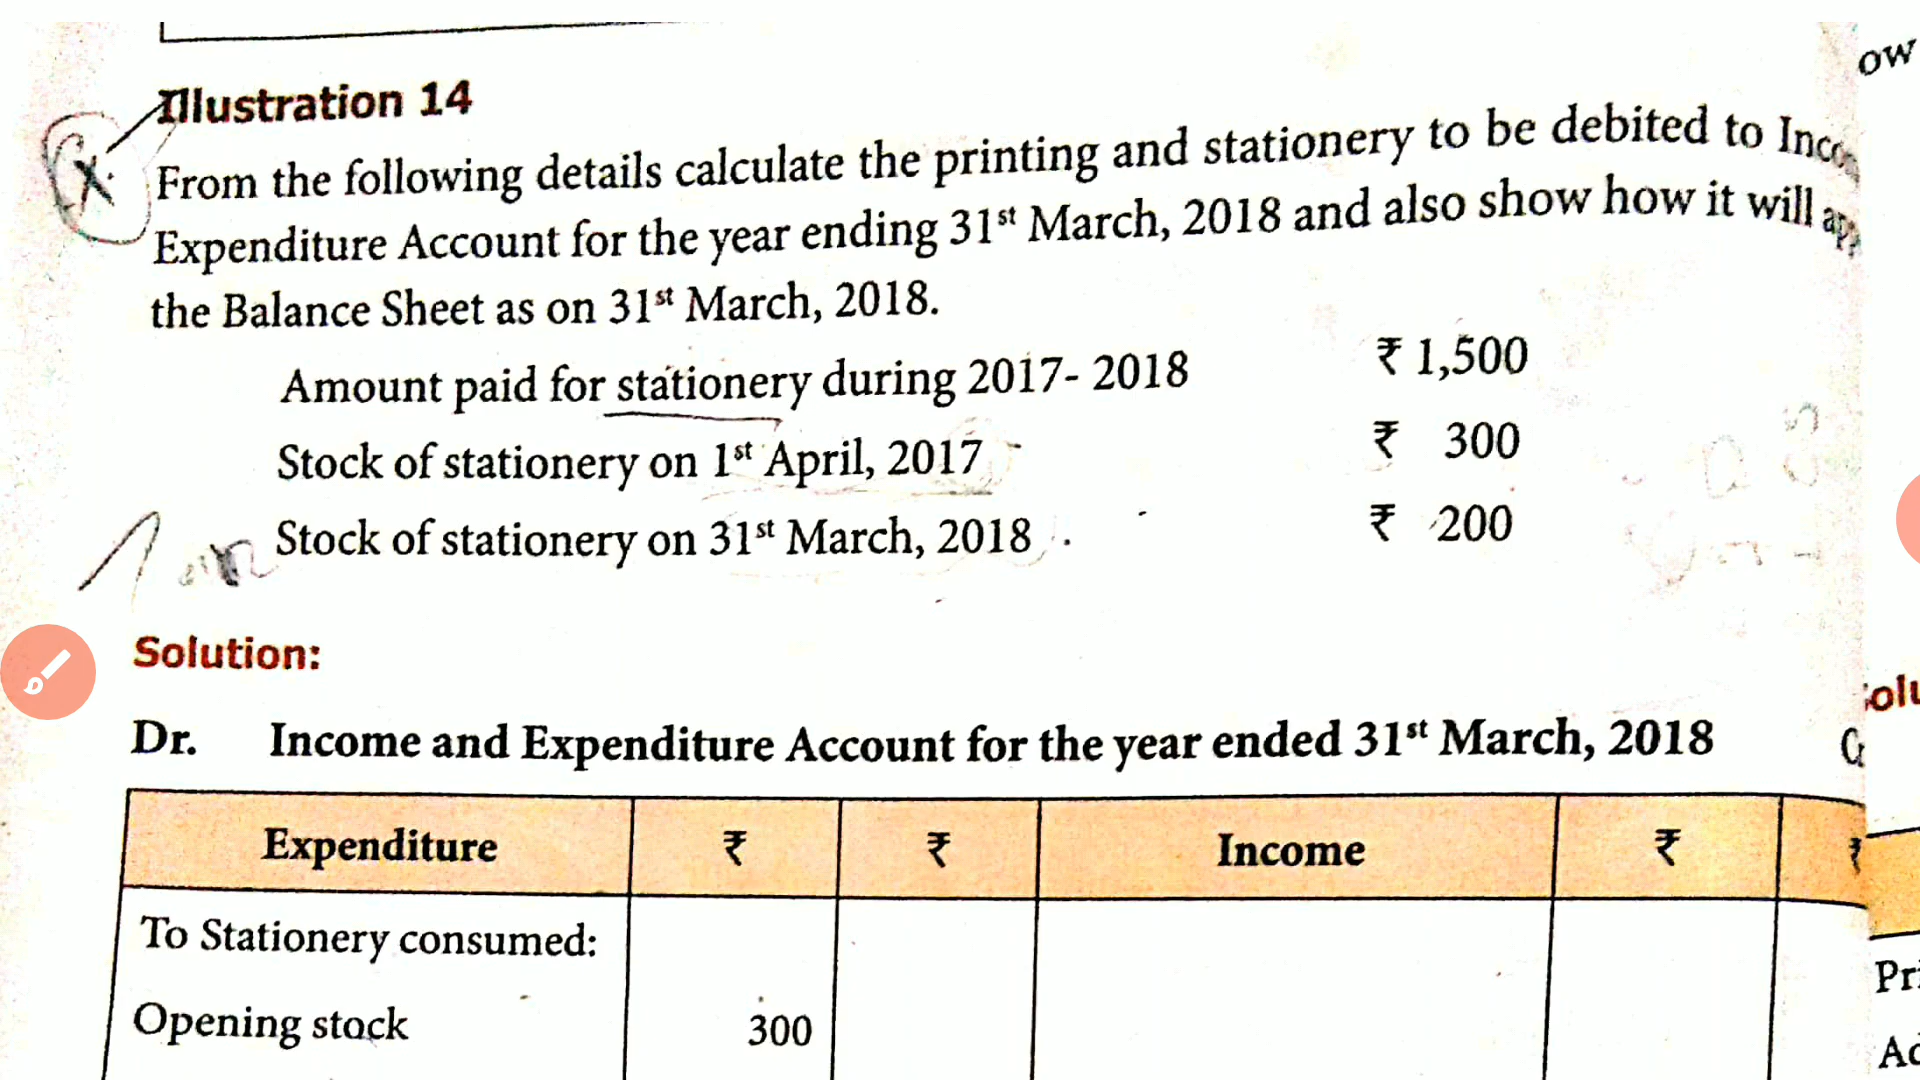 ow
Illustration 14
From the following details calculate the printing and stationery to be debited to
Expenditure Account for the year ending 31st March, 2018 and also show how it will
the Balance Sheet as on 31st March, 2018.
Amount paid for stationery during 2017- 2018 ₹ 1,500
Stock of stationery on 1st April, 2017 ₹ 300
Stock of stationery on 31st March, 2018 ₹ 200
Solution:
Dr. Income and Expenditure Account for the year ended 31st March, 2018
Expenditure ₹ ₹ Income ₹ ₹
To Stationery consumed:
Opening stock 300